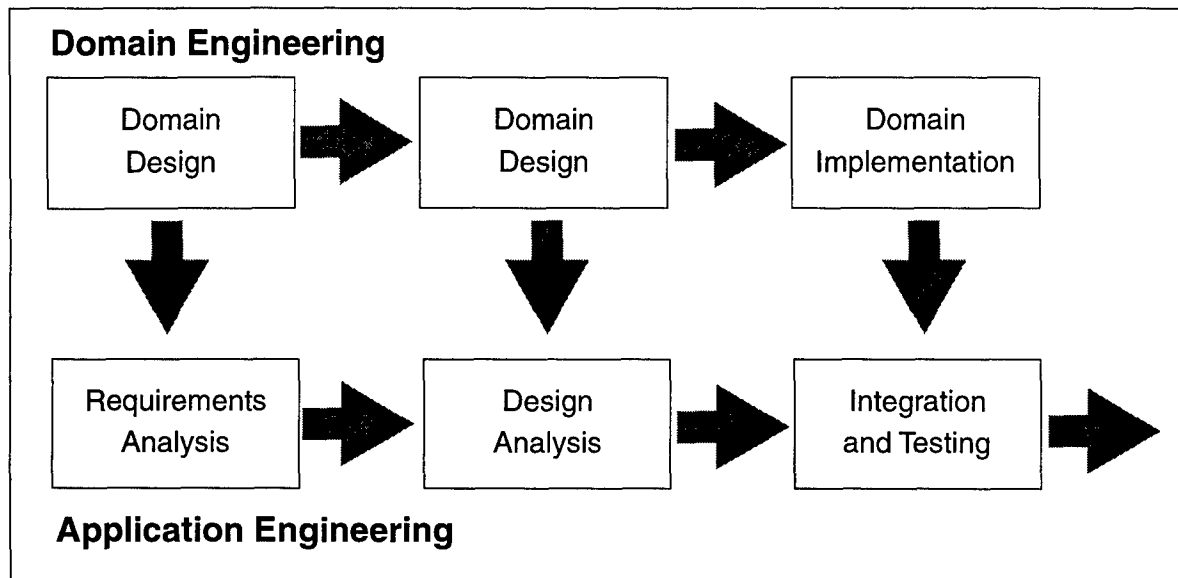 Domain Engineering
Domain
Design
Domain
Design
Domain
Implementation
Requirements
Analysis
Design
Analysis
Integration
and Testing
Application Engineering